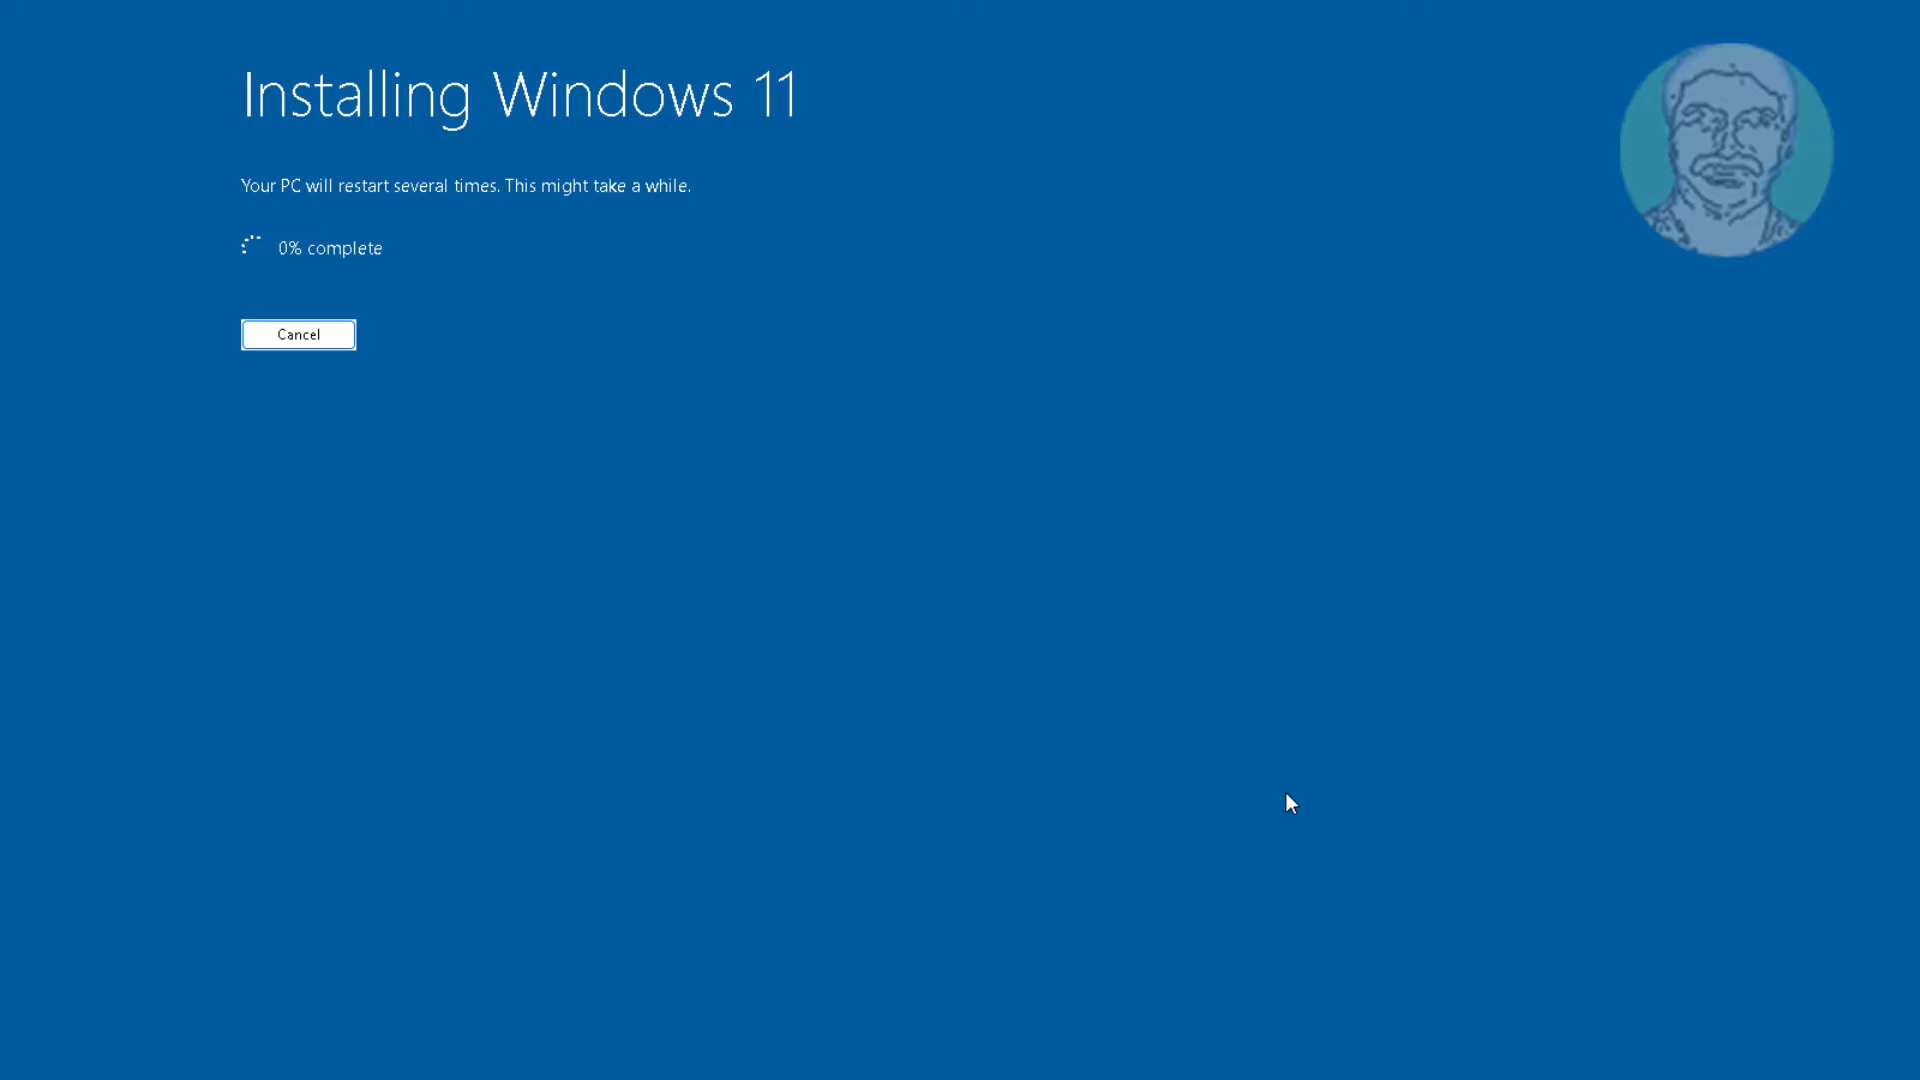 Installing Windows 11
Your PC will restart several times. This might take a while.
0% complete
Cancel